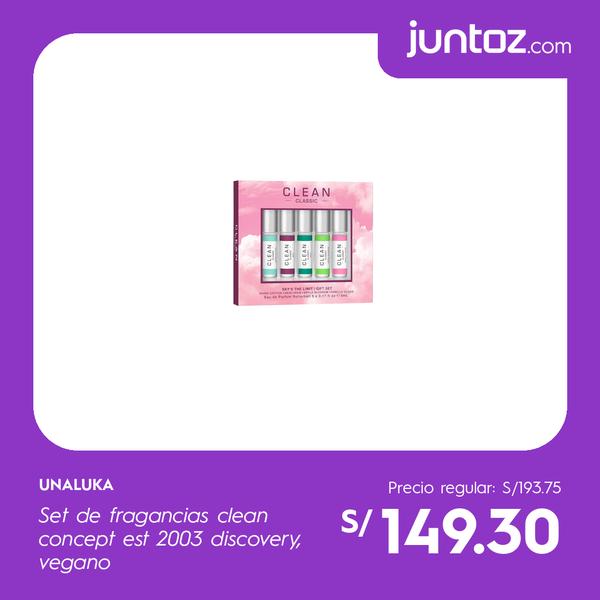 juntoz.com
CLEAN
CLASSIC
CLEAN
CLEAN
CLEAN
CLEAN
CLEAN
CLEAN
SKY'S THE LIMIT | GIFT SET
UNALUKA
Precio regular: S/193.75
Set de fragancias clean
concept est 2003 discovery,
vegano
S/ 149.30